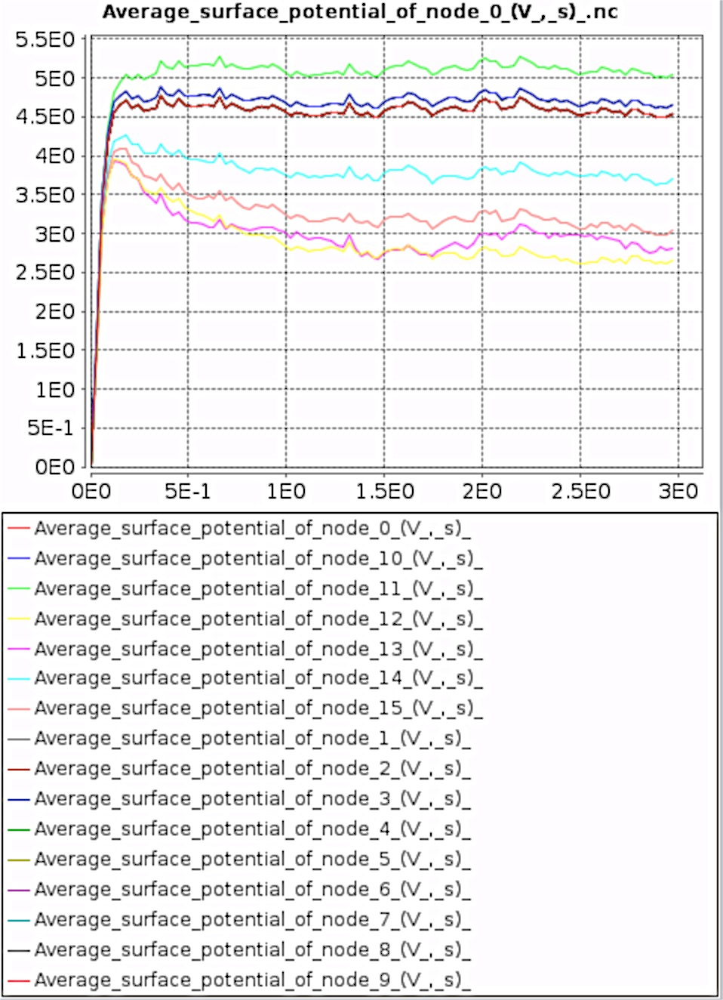 Average_surface_potential_of_node_0_(V_,_s)_.nc
5.5E0
5E0
4.5E0
4E0
3.5E0
3E0
2.5E0
2E0
1.5E0
1E0
5E-1
0E0
0E0 5E-1 1E0 1.5E0 2E0 2.5E0 3E0
Average_surface_potential_of_node_0_(V_,_s)_
Average_surface_potential_of_node_10_(V_,_s)_
Average_surface_potential_of_node_11_(V_,_s)_
Average_surface_potential_of_node_12_(V_,_s)_
Average_surface_potential_of_node_13_(V_,_s)_
Average_surface_potential_of_node_14_(V_,_s)_
Average_surface_potential_of_node_15_(V_,_s)_
Average_surface_potential_of_node_1_(V_,_s)_
Average_surface_potential_of_node_2_(V_,_s)_
Average_surface_potential_of_node_3_(V_,_s)_
Average_surface_potential_of_node_4_(V_,_s)_
Average_surface_potential_of_node_5_(V_,_s)_
Average_surface_potential_of_node_6_(V_,_s)_
Average_surface_potential_of_node_7_(V_,_s)_
Average_surface_potential_of_node_8_(V_,_s)_
Average_surface_potential_of_node_9_(V_,_s)_